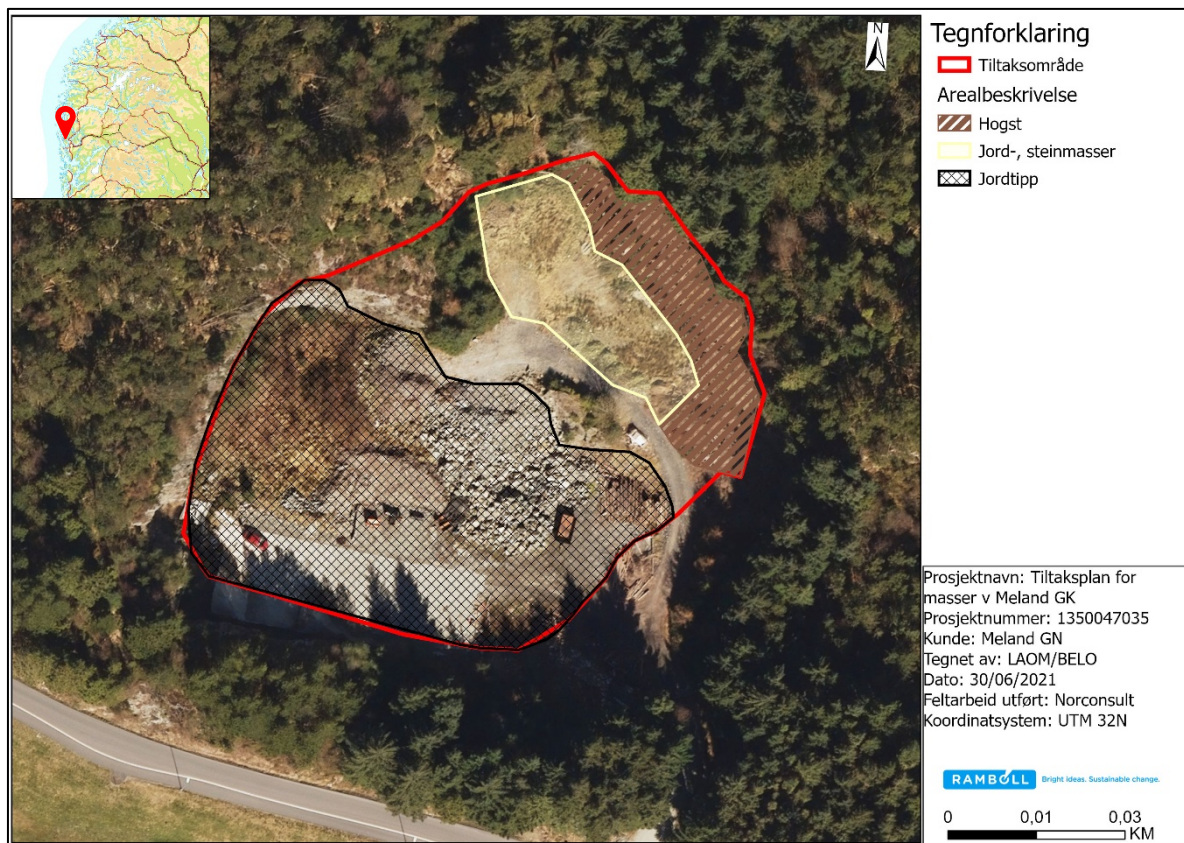 N
Tegnforklaring
Tiltaksområde
Arealbeskrivelse
Hogst
Jord-, steinmasser
Jordtipp
Prosjektnavn: Tiltaksplan for
masser v Meland GK
Prosjektnummer: 1350047035
Kunde: Meland GN
Tegnet av: LAOM/BELO
Dato: 30/06/2021
Feltarbeid utført: Norconsult
Koordinatsystem: UTM 32N
RAMBOLL Bright ideas. Sustainable change.
0 0,01 0,03
KM